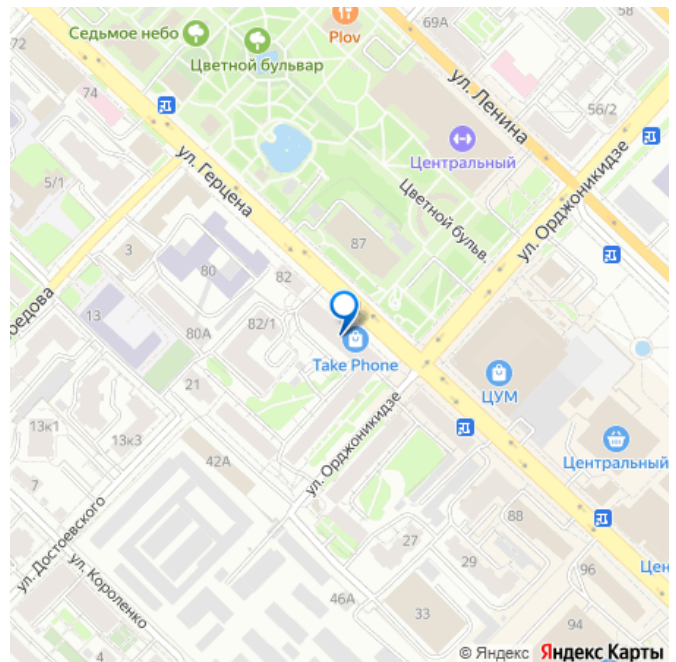 69А
58
Седьмое небо
Plov
72
Цветной бульвар
ул. Ленина
74
56/2
ул. Герцена
Центральный
5/1
Цветной бульв.
ул. Орджоникидзе
3
87
80
82
редова
13
82/1
80А
Take Phone
21
ЦУМ
13к1
13к3
ул. Орджоникидзе
42А
Центральный
7
88
ул. Достоевского
27
ул. Короленко
29
96
Цен
46А
33
94
4
© Яндекс Яндекс Карты